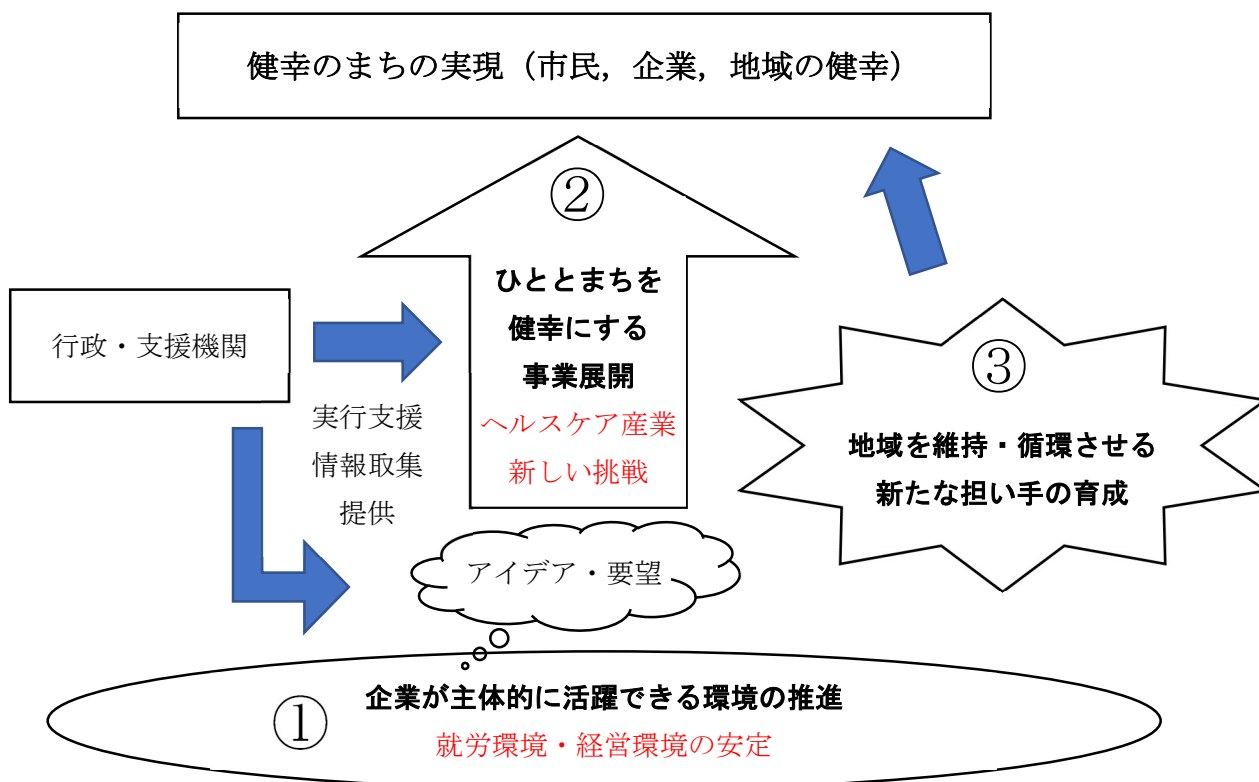 健幸のまちの実現（市民，企業，地域の健幸）
②
ひととまちを
健幸にする
事業展開
ヘルスケア産業
新しい挑戦
行政・支援機関
実行支援
情報取集
提供
③
地域を維持・循環させる
新たな担い手の育成
アイデア・要望
①
企業が主体的に活躍できる環境の推進
就労環境・経営環境の安定